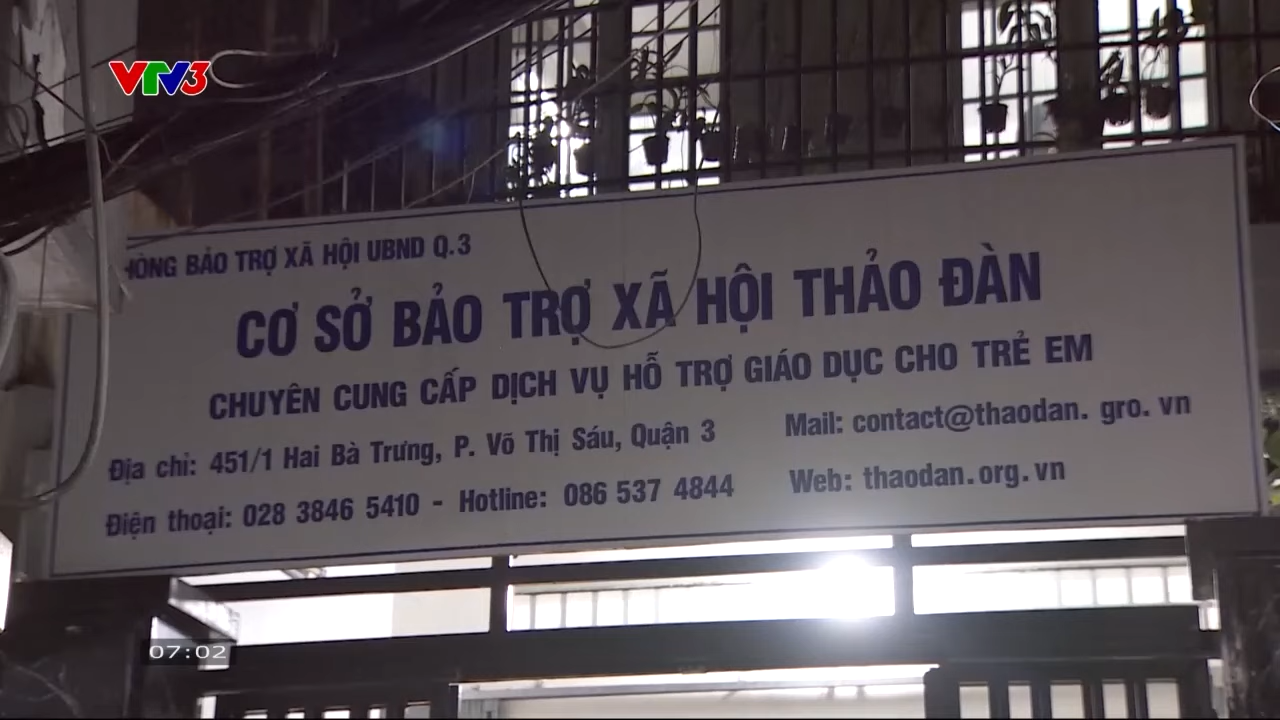 VTV3
HÒNG BẢO TRỢ XÃ HỘI UBND Q.3
CƠ SỞ BẢO TRỢ XÃ HỘI THẢO ĐÀN
CHUYÊN CUNG CẤP DỊCH VỤ HỖ TRỢ GIÁO DỤC CHO TRẺ EM
Địa chỉ: 451/1 Hai Bà Trưng, P. Võ Thị Sáu, Quận 3 Mail: contact@thaodan. gro. vn
Điện thoại: 028 3846 5410 - Hotline: 086 537 4844 Web: thaodan.org.vn
07:02